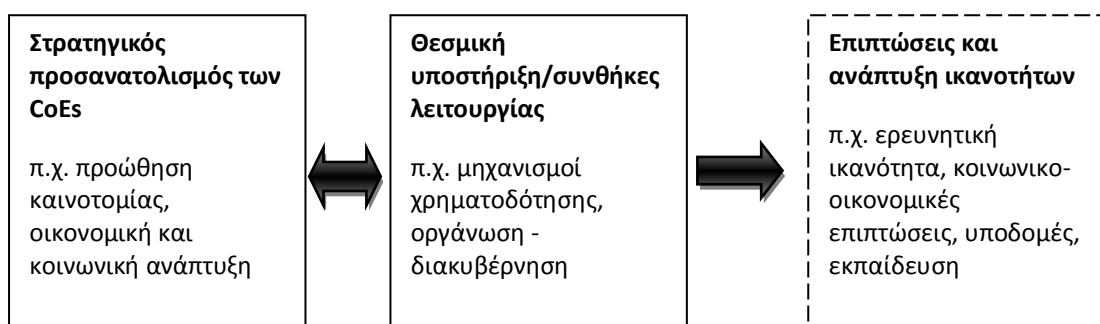 Στρατηγικός
προσανατολισμός των
CoEs
π.χ. προώθηση
καινοτομίας,
οικονομική και
κοινωνική ανάπτυξη
Θεσμική
υποστήριξη/συνθήκες
λειτουργίας
π.χ. μηχανισμοί
χρηματοδότησης,
οργάνωση -
διακυβέρνηση
Επιπτώσεις και
ανάπτυξη ικανοτήτων
π.χ. ερευνητική
ικανότητα, κοινωνικο-
οικονομικές
επιπτώσεις, υποδομές,
εκπαίδευση